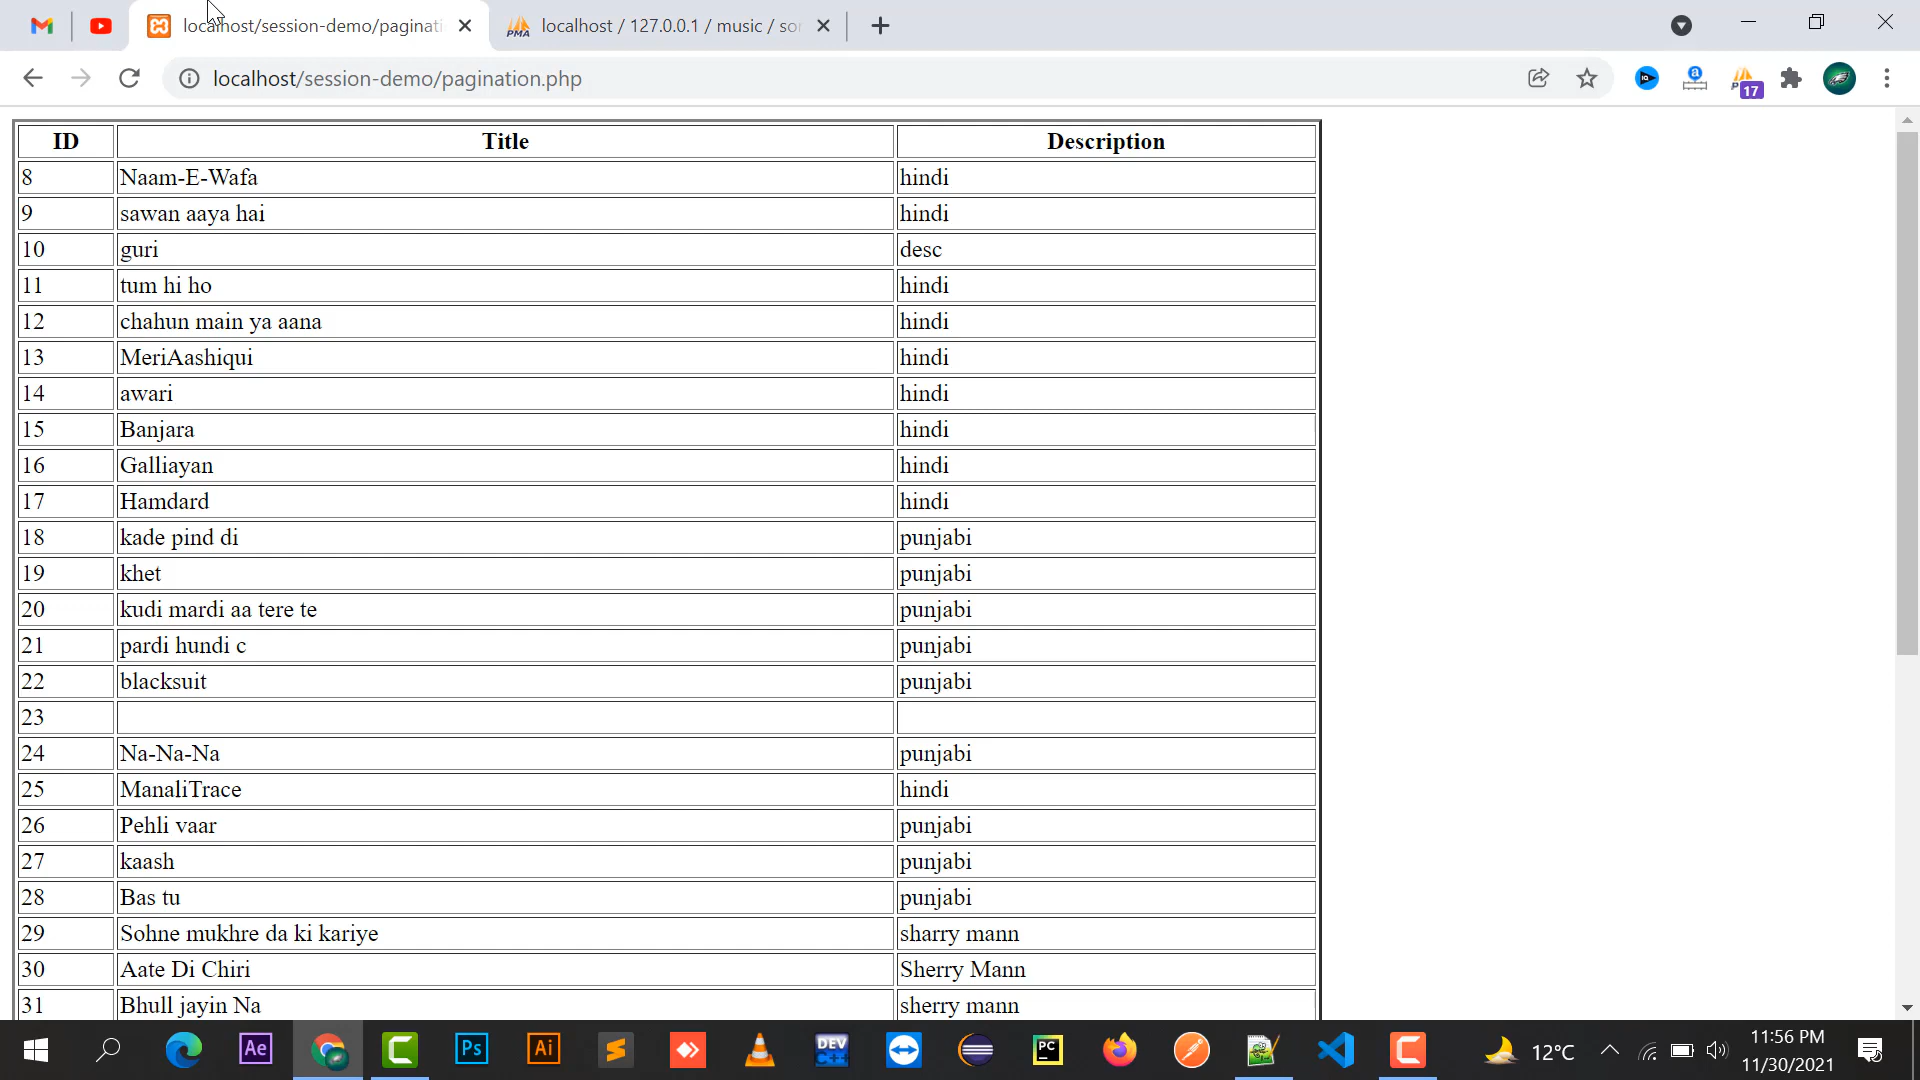 localhost/session-demo/paginati
localhost / 127.0.0.1 / music / so
localhost/session-demo/pagination.php
17
ID Title Description
8 Naam-E-Wafa hindi
9 sawan aaya hai hindi
10 guri desc
11 tum hi ho hindi
12 chahun main ya aana hindi
13 MeriAashiqui hindi
14 awari hindi
15 Banjara hindi
16 Galliayan hindi
17 Hamdard hindi
18 kade pind di punjabi
19 khet punjabi
20 kudi mardi aa tere te punjabi
21 pardi hundi c punjabi
22 blacksuit punjabi
23
24 Na-Na-Na punjabi
25 ManaliTrace hindi
26 Pehli vaar punjabi
27 kaash punjabi
28 Bas tu punjabi
29 Sohne mukhre da ki kariye sharry mann
30 Aate Di Chiri Sherry Mann
31 Bhull jayin Na sherry mann
Ae Ps Ai DEV C++ PC 12°C 11:56 PM
11/30/2021